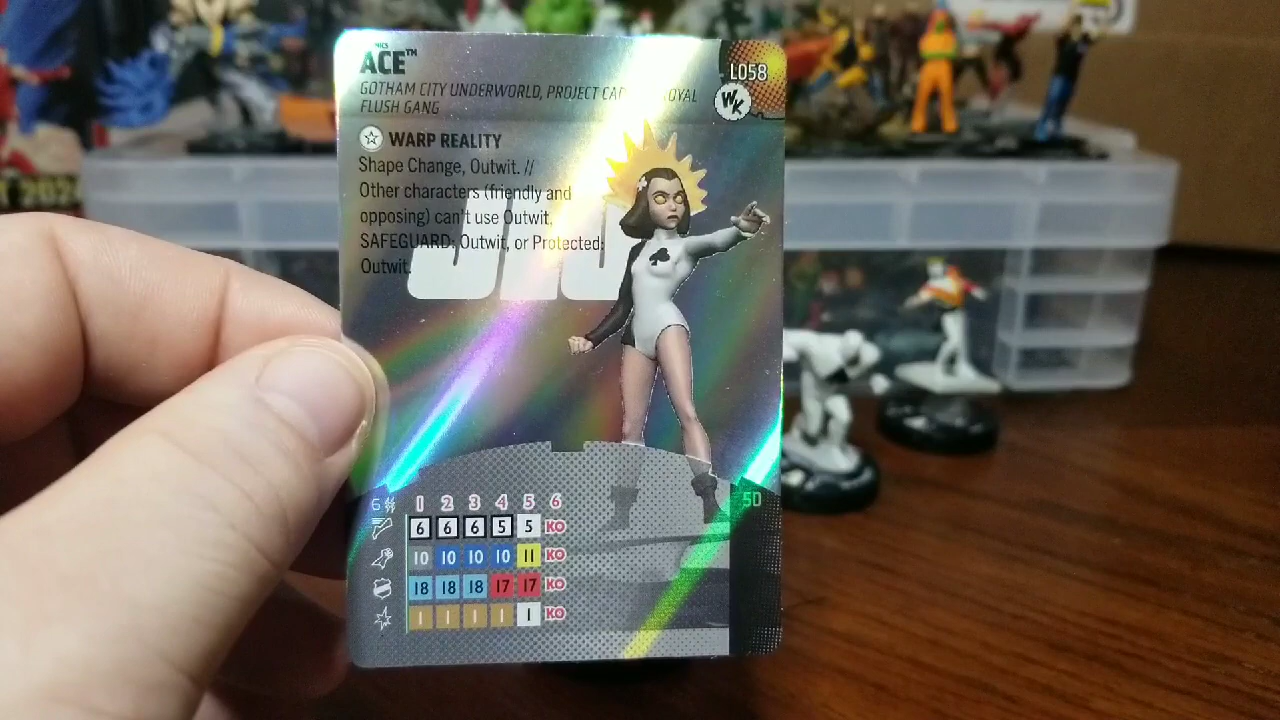 ACE™
L058
GOTHAM CITY UNDERWORLD, PROJECT ROYAL
FLUSH GANG
WK
WARP REALITY
Shape Change, Outwit. //
Other characters (friendly and
opposing) can't use Outwit.
SAFEGUARD: Outwit, or Protected:
Outwit.
6 1 2 3 4 5 6
50
6 6 6 5 5 KO
10 10 10 10 11 KO
18 18 18 17 17 KO
1 1 1 1 1 KO